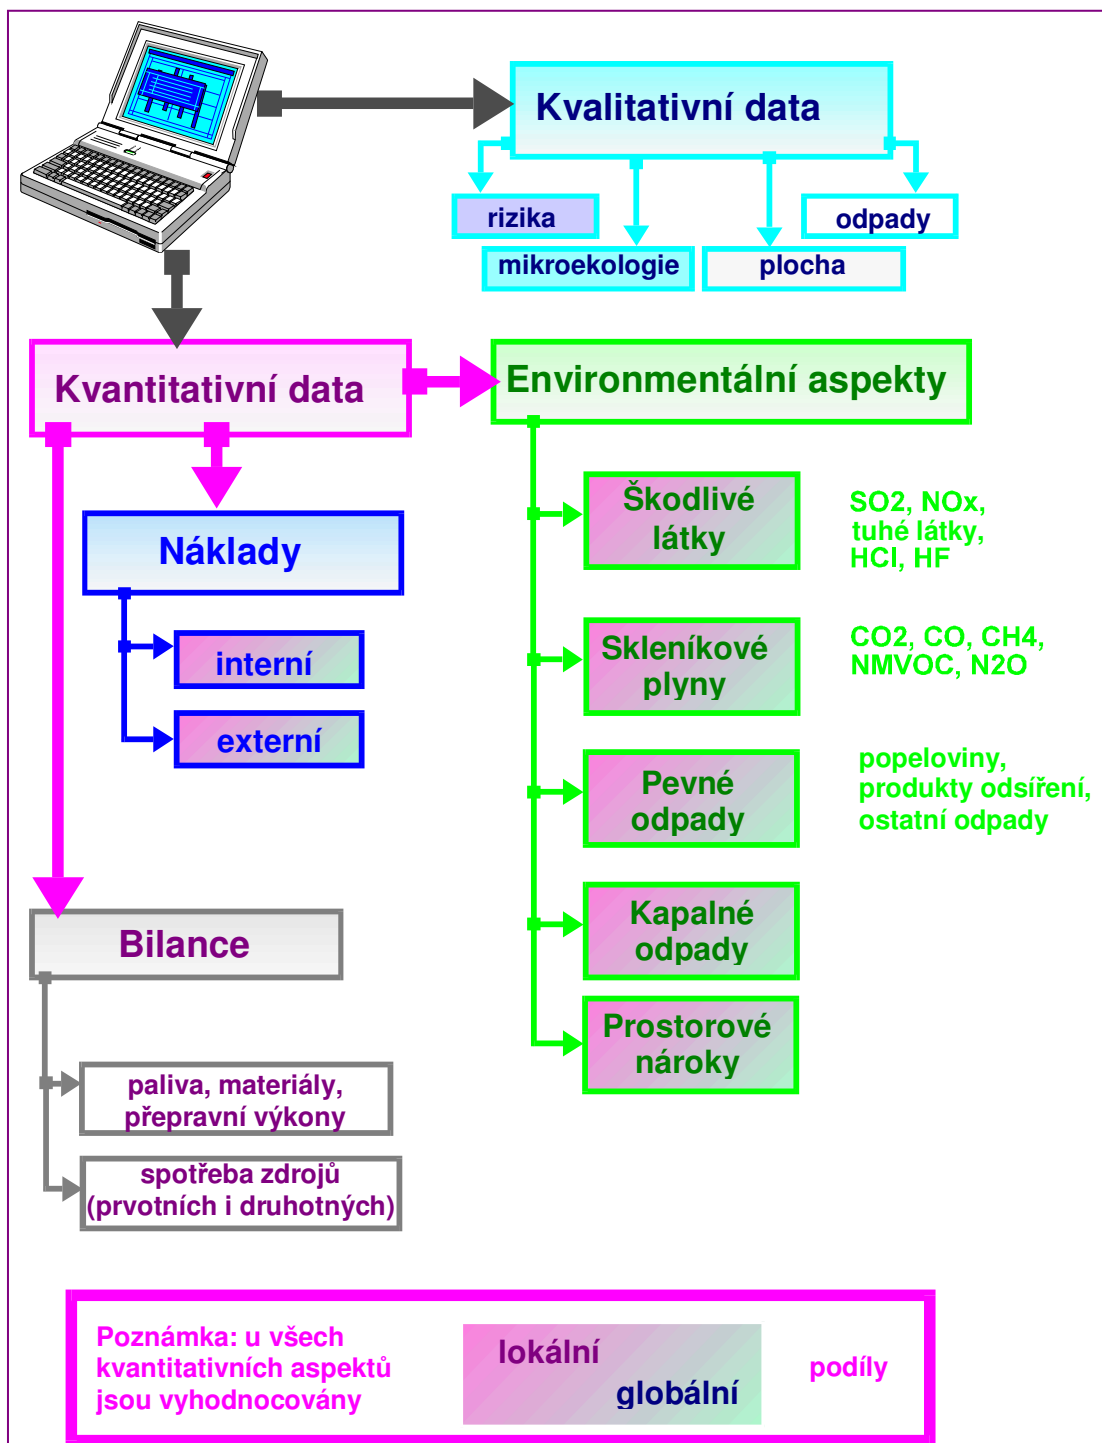 Kvalitativní data
rizika
odpady
mikroekologie
plocha
Kvantitativní data
Environmentální aspekty
Náklady
interní
externí
Škodlivé
látky
SO2, NOx,
tuhé látky,
HCl, HF
Skleníkové
plyny
CO2, CO, CH4,
NMVOC, N2O
Pevné
odpady
popeloviny,
produkty odsíření,
ostatní odpady
Kapalné
odpady
Prostorové
nároky
Bilance
paliva, materiály,
přepravní výkony
spotřeba zdrojů
(prvotních i druhotných)
Poznámka: u všech
kvantitativních aspektů
jsou vyhodnocovány
lokální
globální
podíly